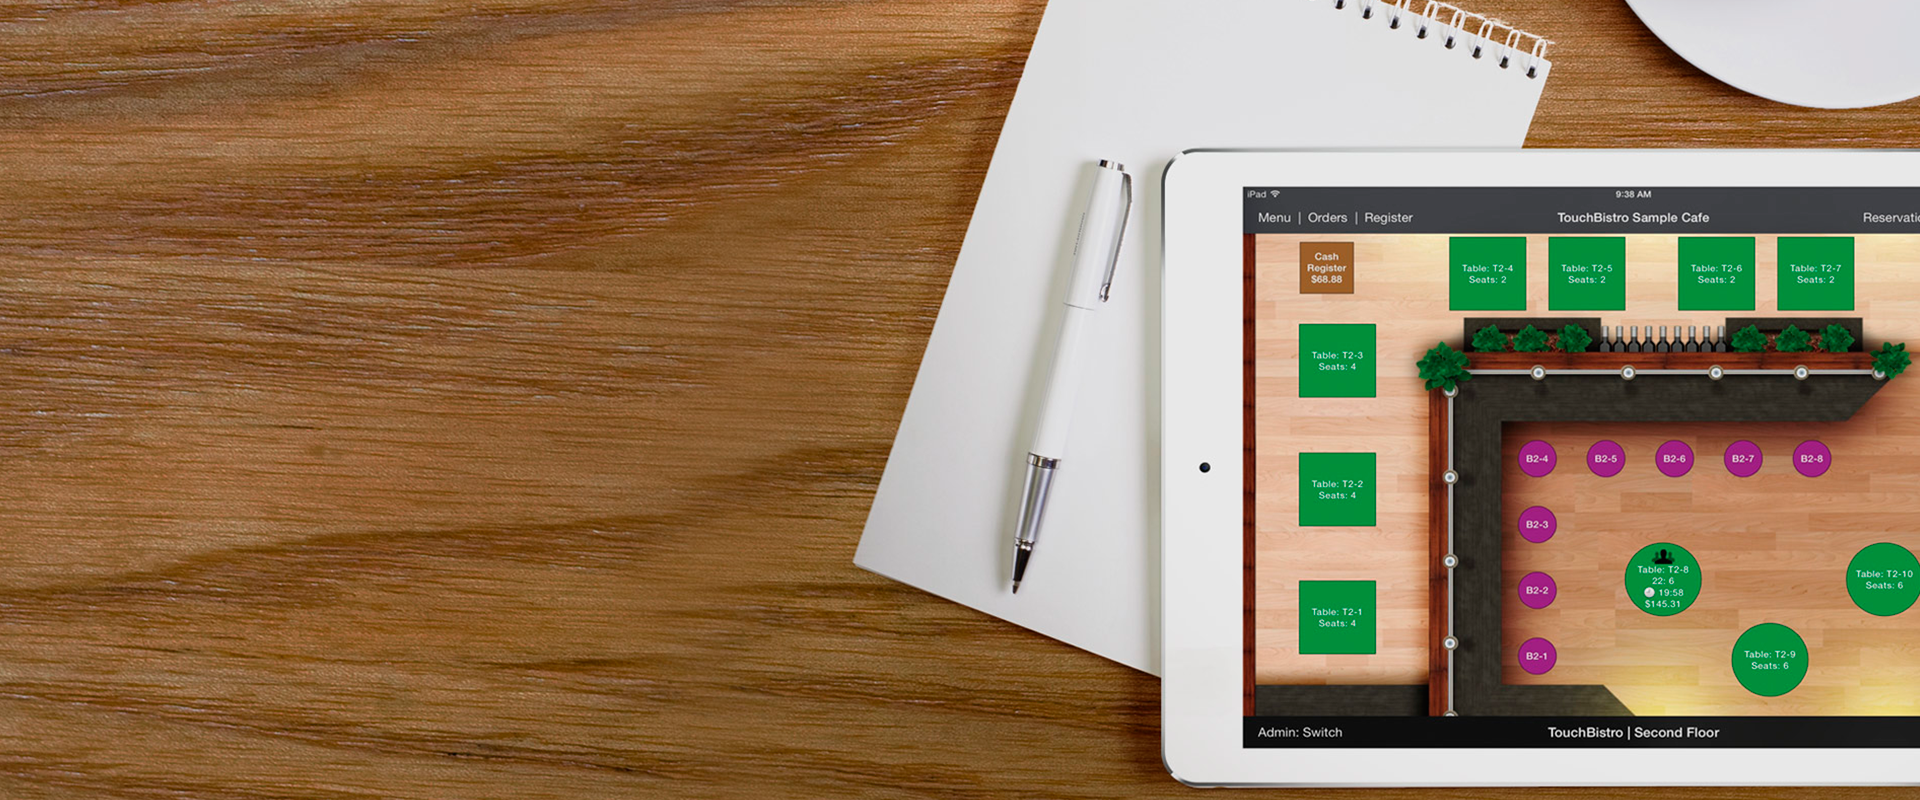 iPad
9:38 AM
Menu | Orders | Register
TouchBistro Sample Cafe
Reservatio
Cash
Register
$68.88
Table: T2-4
Seats: 2
Table: T2-5
Seats: 2
Table: T2-6
Seats: 2
Table: T2-7
Seats: 2
Table: T2-3
Seats: 4
B2-4
B2-5
B2-6
B2-7
B2-8
Table: T2-2
Seats: 4
B2-3
Table: T2-8
22: 6
19:58
$145.31
Table: T2-10
Seats: 6
B2-2
Table: T2-1
Seats: 4
B2-1
Table: T2-9
Seats: 6
Admin: Switch
TouchBistro | Second Floor